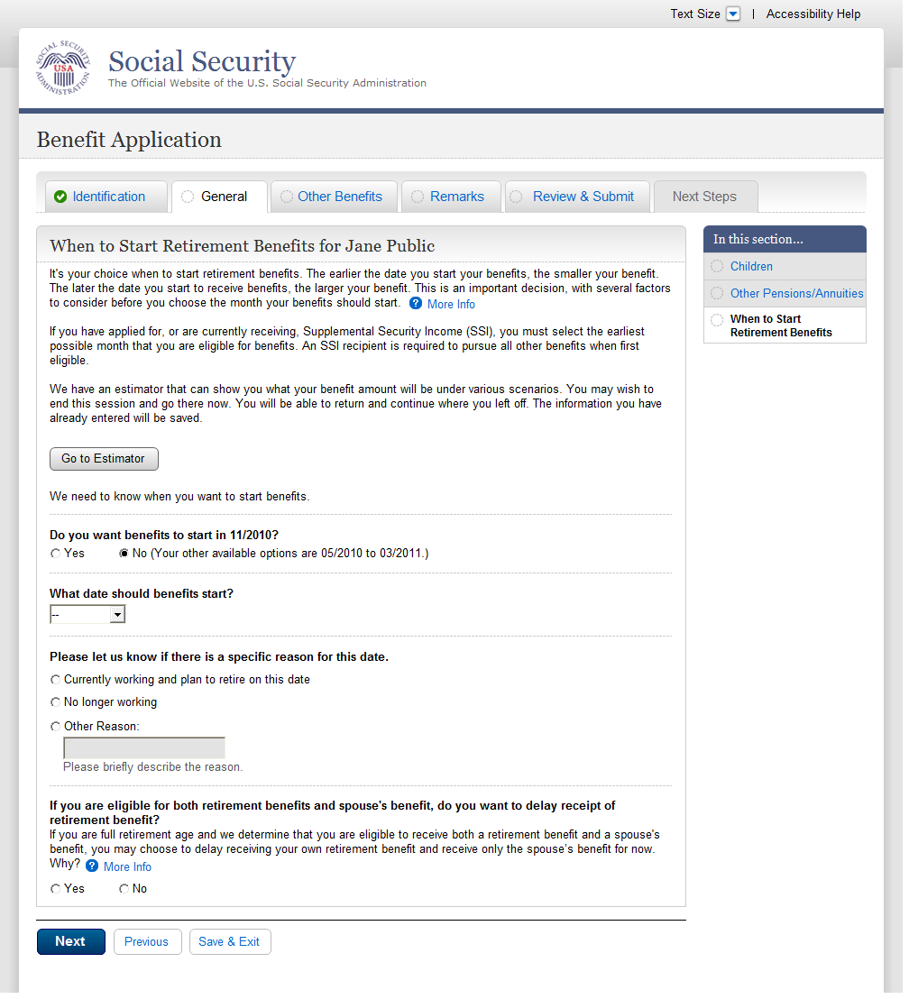 Text Size | Accessibility Help
SOCIAL SECURITY ADMINISTRATION
USA
Social Security
The Official Website of the U.S. Social Security Administration
Benefit Application
Identification General Other Benefits Remarks Review & Submit Next Steps
When to Start Retirement Benefits for Jane Public
It's your choice when to start retirement benefits. The earlier the date you start your benefits, the smaller your benefit.
The later the date you start to receive benefits, the larger your benefit. This is an important decision, with several factors
to consider before you choose the month your benefits should start. ? More Info
If you have applied for, or are currently receiving, Supplemental Security Income (SSI), you must select the earliest
possible month that you are eligible for benefits. An SSI recipient is required to pursue all other benefits when first
eligible.
We have an estimator that can show you what your benefit amount will be under various scenarios. You may wish to
end this session and go there now. You will be able to return and continue where you left off. The information you have
already entered will be saved.
Go to Estimator
We need to know when you want to start benefits.
Do you want benefits to start in 11/2010?
Yes No (Your other available options are 05/2010 to 03/2011.)
What date should benefits start?
--
Please let us know if there is a specific reason for this date.
Currently working and plan to retire on this date
No longer working
Other Reason:
Please briefly describe the reason.
If you are eligible for both retirement benefits and spouse's benefit, do you want to delay receipt of
retirement benefit?
If you are full retirement age and we determine that you are eligible to receive both a retirement benefit and a spouse's
benefit, you may choose to delay receiving your own retirement benefit and receive only the spouse's benefit for now.
Why? ? More Info
Yes No
Next Previous Save & Exit
In this section...
Children
Other Pensions/Annuities
When to Start
Retirement Benefits